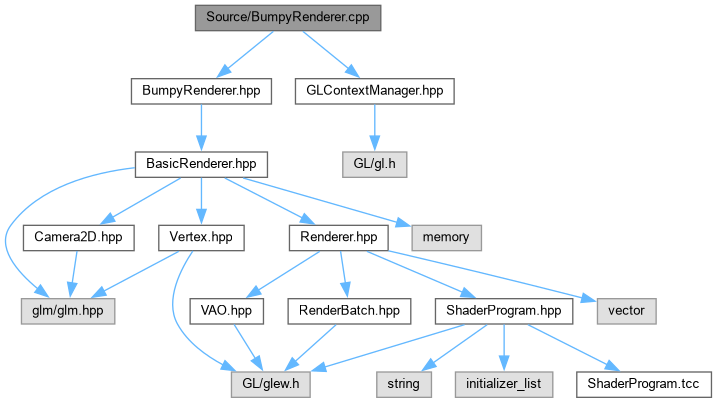 Source/BumpyRenderer.cpp
BumpyRenderer.hpp
GLContextManager.hpp
BasicRenderer.hpp
GL/gl.h
Camera2D.hpp
Vertex.hpp
Renderer.hpp
memory
glm/glm.hpp
VAO.hpp
RenderBatch.hpp
ShaderProgram.hpp
vector
GL/glew.h
string
initializer_list
ShaderProgram.tcc